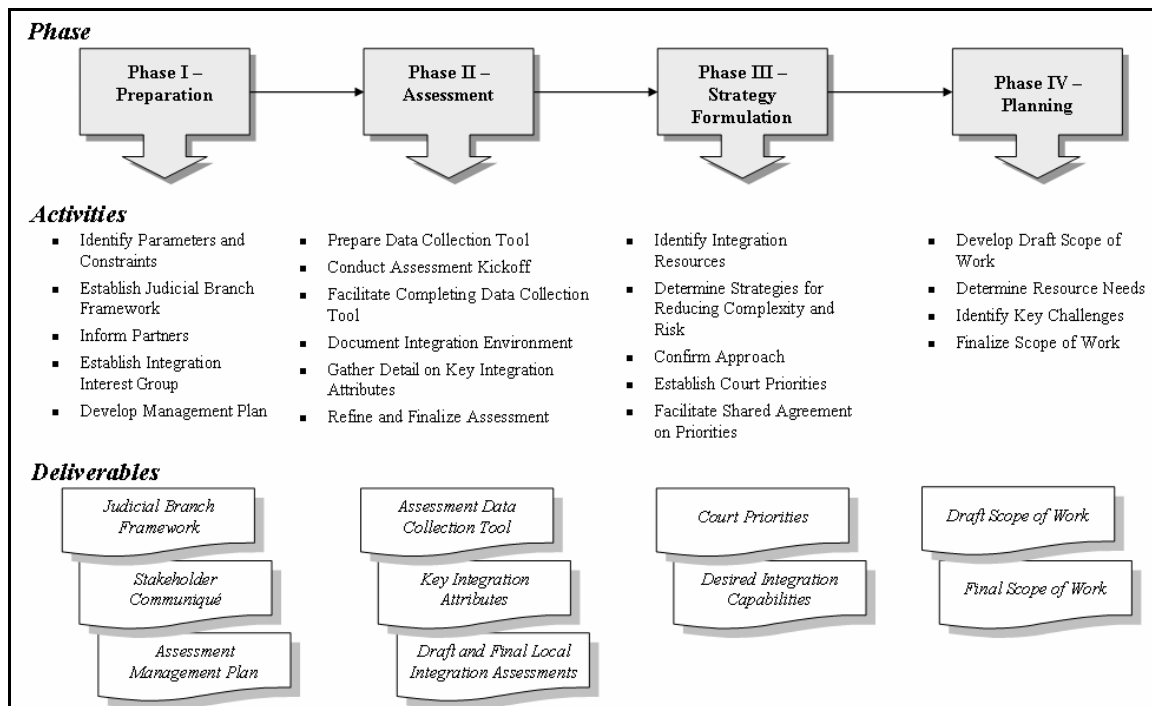 Phase
Phase I –
Preparation
Phase II –
Assessment
Phase III –
Strategy
Formulation
Phase IV –
Planning
Activities
▪ Identify Parameters and
Constraints
▪ Establish Judicial Branch
Framework
▪ Inform Partners
▪ Establish Integration
Interest Group
▪ Develop Management Plan
▪ Prepare Data Collection Tool
▪ Conduct Assessment Kickoff
▪ Facilitate Completing Data Collection
Tool
▪ Document Integration Environment
▪ Gather Detail on Key Integration
Attributes
▪ Refine and Finalize Assessment
▪ Identify Integration
Resources
▪ Determine Strategies for
Reducing Complexity and
Risk
▪ Confirm Approach
▪ Establish Court Priorities
▪ Facilitate Shared Agreement
on Priorities
▪ Develop Draft Scope of
Work
▪ Determine Resource Needs
▪ Identify Key Challenges
▪ Finalize Scope of Work
Deliverables
Judicial Branch
Framework
Stakeholder
Communiqué
Assessment
Management Plan
Assessment Data
Collection Tool
Key Integration
Attributes
Draft and Final Local
Integration Assessments
Court Priorities
Desired Integration
Capabilities
Draft Scope of Work
Final Scope of Work